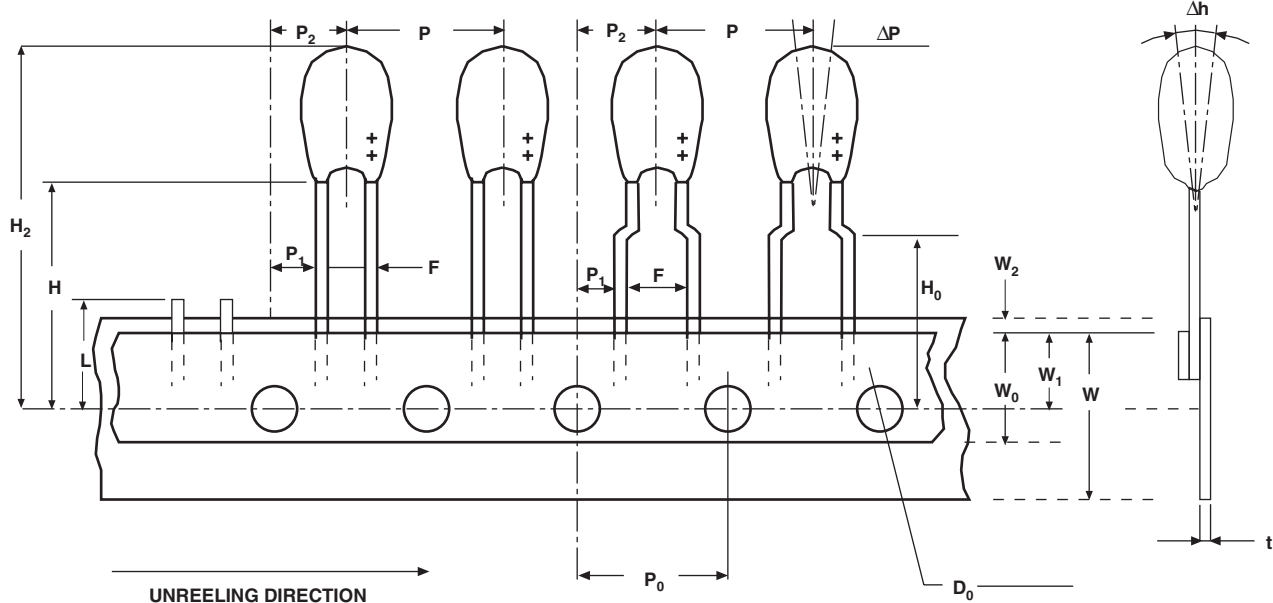 P₂ P P₂ P ΔP Δh
+ + + +
+ + + +
H₂ H P₁ F P₁ F H₀ W₂
L W₀ W₁ W
t
P₀ D₀
UNREELING DIRECTION